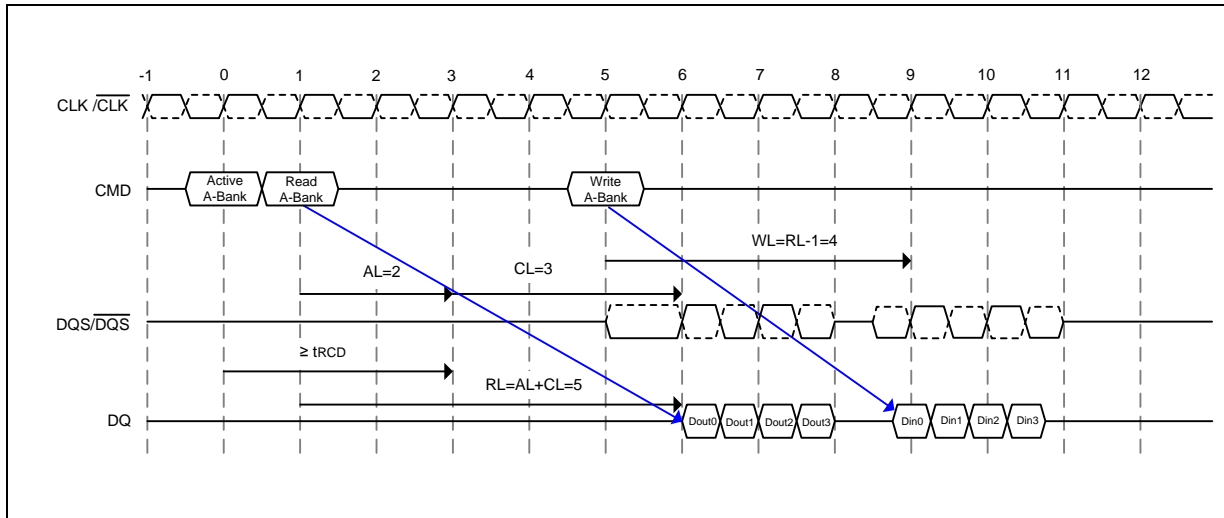 -1 0 1 2 3 4 5 6 7 8 9 10 11 12
CLK /CLK
CMD
Active
A-Bank
Read
A-Bank
Write
A-Bank
WL=RL-1=4
AL=2
CL=3
DQS/DQS
≥ tRCD
RL=AL+CL=5
DQ
Dout0 Dout1 Dout2 Dout3
Din0 Din1 Din2 Din3